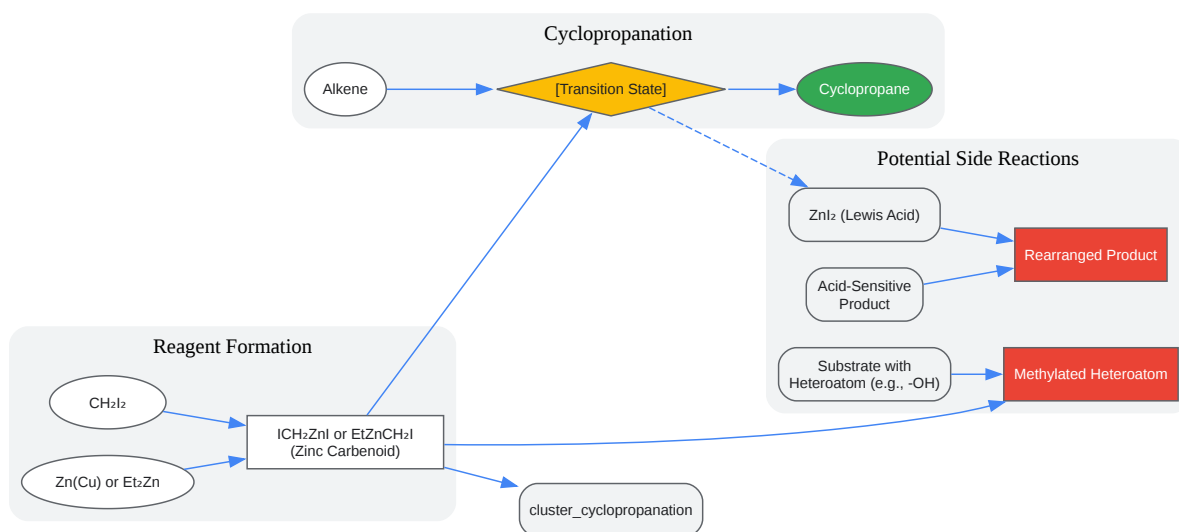 Cyclopropanation
Alkene
[Transition State]
Cyclopropane
Potential Side Reactions
ZnI₂ (Lewis Acid)
Rearranged Product
Acid-Sensitive
Product
Substrate with
Heteroatom (e.g., -OH)
Methylated Heteroatom
Reagent Formation
CH₂I₂
Zn(Cu) or Et₂Zn
ICH₂ZnI or EtZnCH₂I
(Zinc Carbenoid)
cluster_cyclopropanation